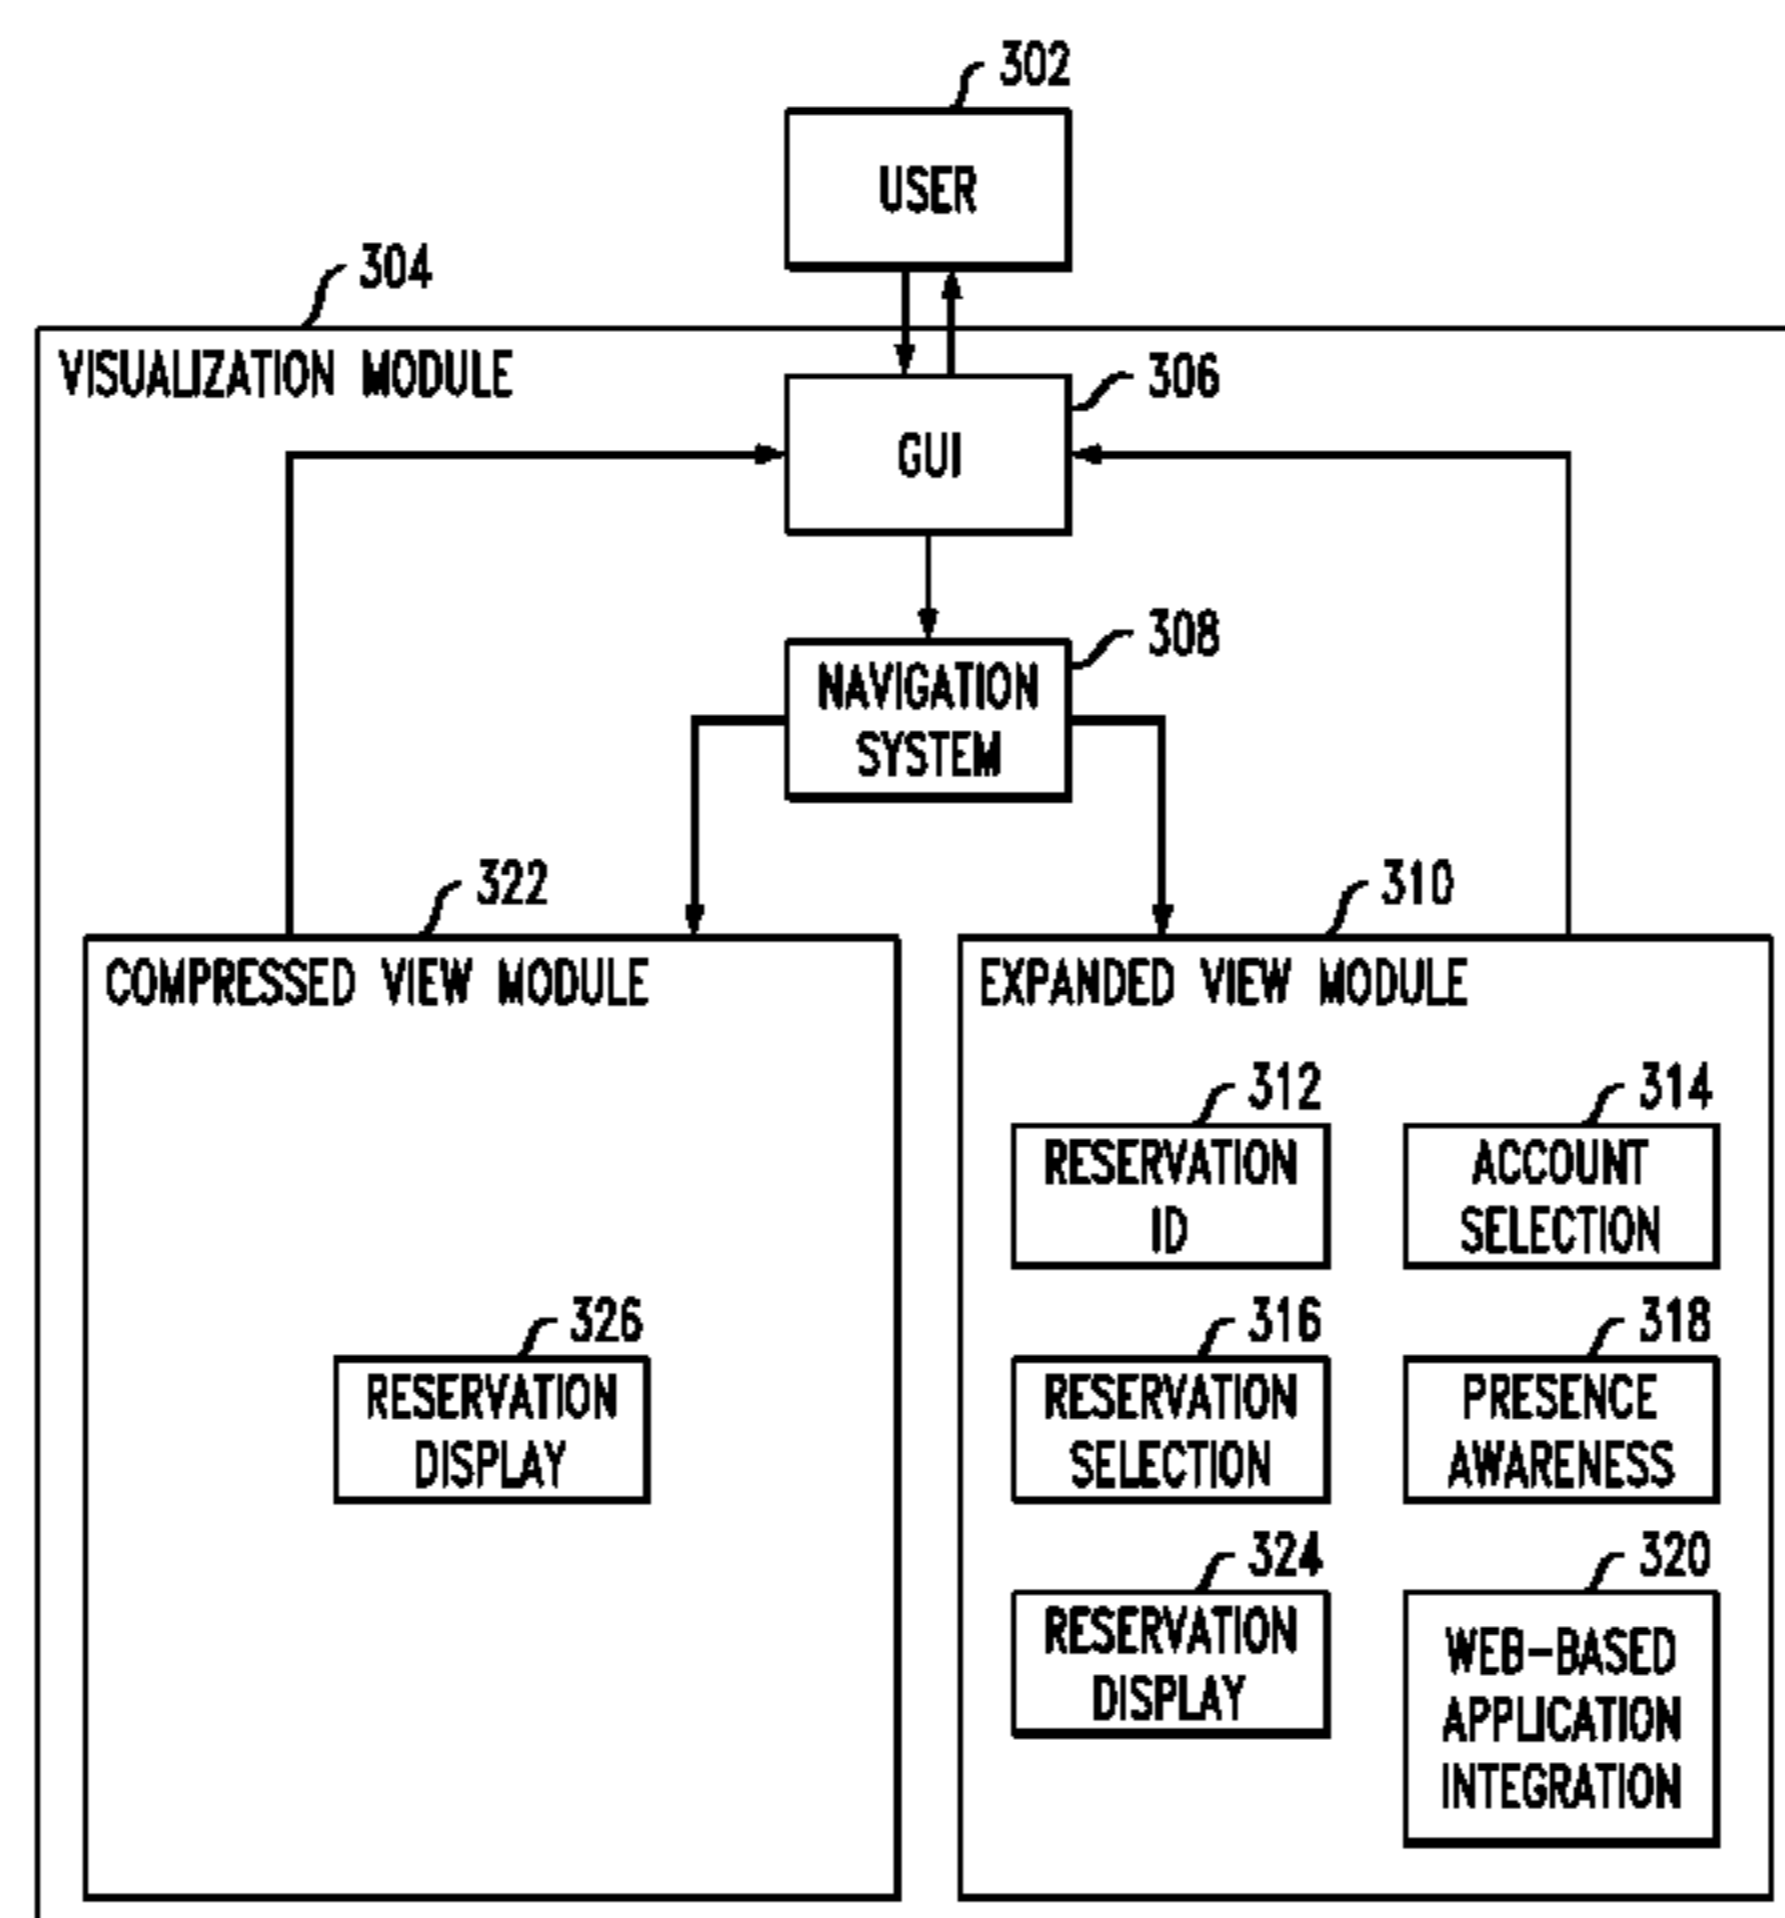 302
USER
304
VISUALIZATION MODULE
306
GUI
308
NAVIGATION
SYSTEM
322
COMPRESSED VIEW MODULE
326
RESERVATION
DISPLAY
310
EXPANDED VIEW MODULE
312
RESERVATION
ID
314
ACCOUNT
SELECTION
316
RESERVATION
SELECTION
318
PRESENCE
AWARENESS
324
RESERVATION
DISPLAY
320
WEB-BASED
APPLICATION
INTEGRATION